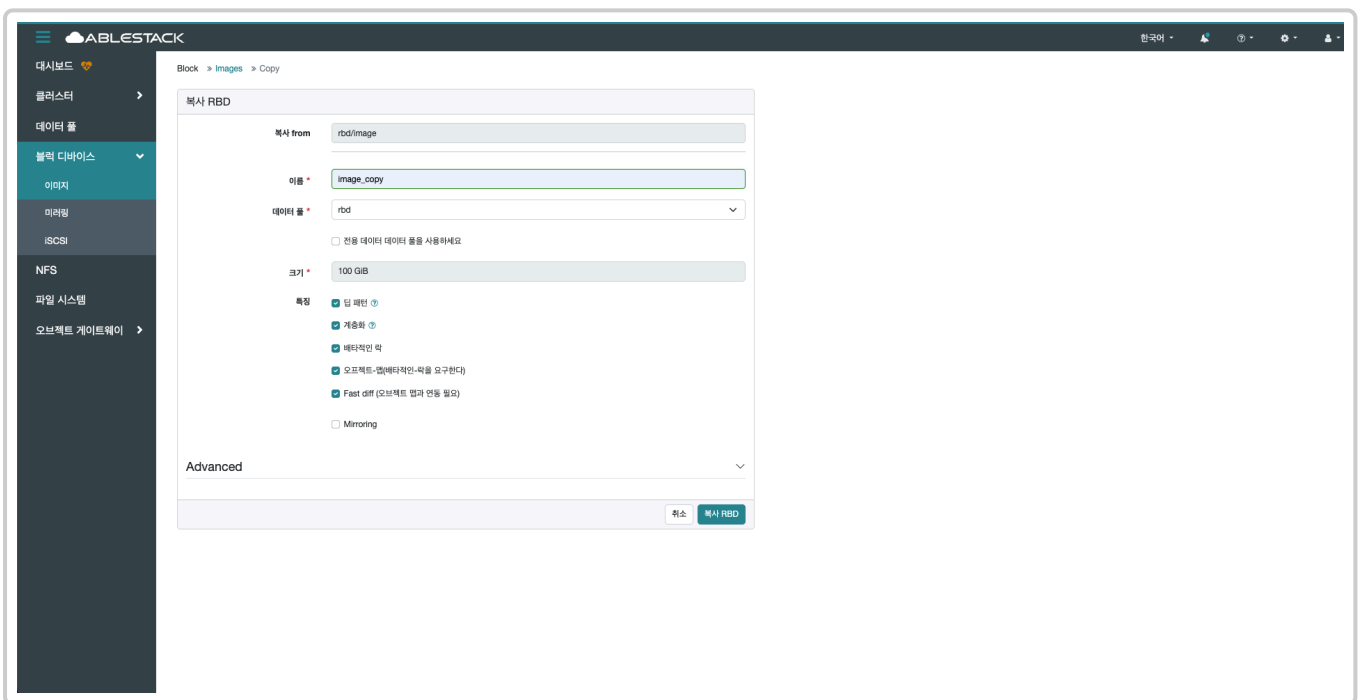 ABLESTACK
한국어
대시보드
클러스터
데이터 풀
블럭 디바이스
이미지
미러링
iSCSI
NFS
파일 시스템
오브젝트 게이트웨이
Block » Images » Copy
복사 RBD
복사 from rbd/image
이름 * image_copy
데이터 풀 * rbd
전용 데이터 데이터 풀을 사용하세요
크기 * 100 GiB
특징 딥 패턴
계층화
배타적인 락
오프젝트-맵(배타적인-락을 요구한다)
Fast diff (오브젝트 맵과 연동 필요)
Mirroring
Advanced
취소 복사 RBD